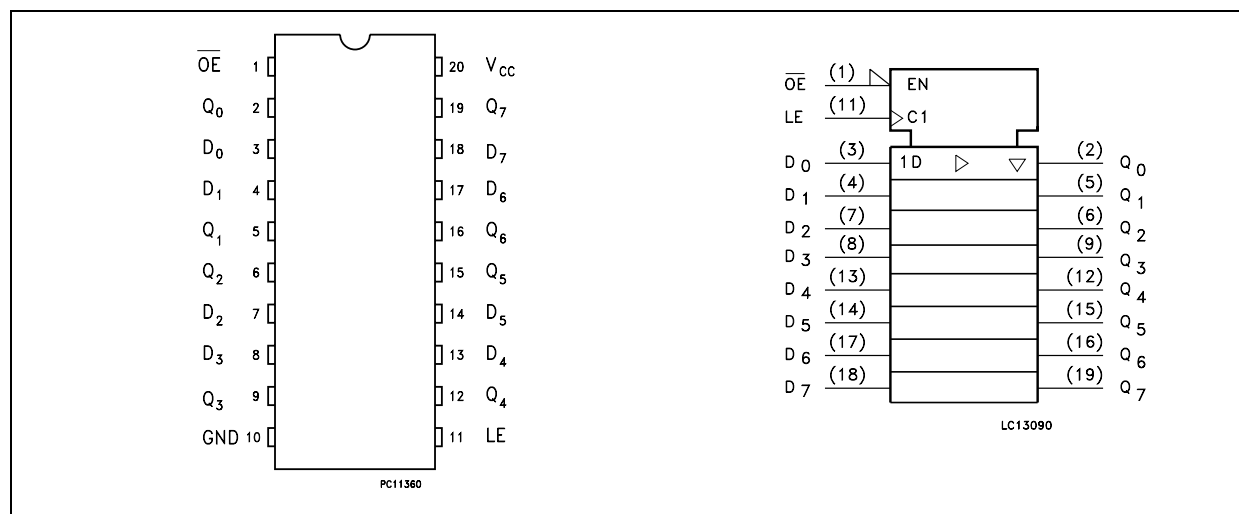 O̅E̅ 1 20 VCC
Q0 2 19 Q7
D0 3 18 D7
D1 4 17 D6
Q1 5 16 Q6
Q2 6 15 Q5
D2 7 14 D5
D3 8 13 D4
Q3 9 12 Q4
GND 10 11 LE
PC11360
O̅E̅ (1) EN
LE (11) C1
D0 (3) 1D (2) Q0
D1 (4) (5) Q1
D2 (7) (6) Q2
D3 (8) (9) Q3
D4 (13) (12) Q4
D5 (14) (15) Q5
D6 (17) (16) Q6
D7 (18) (19) Q7
LC13090